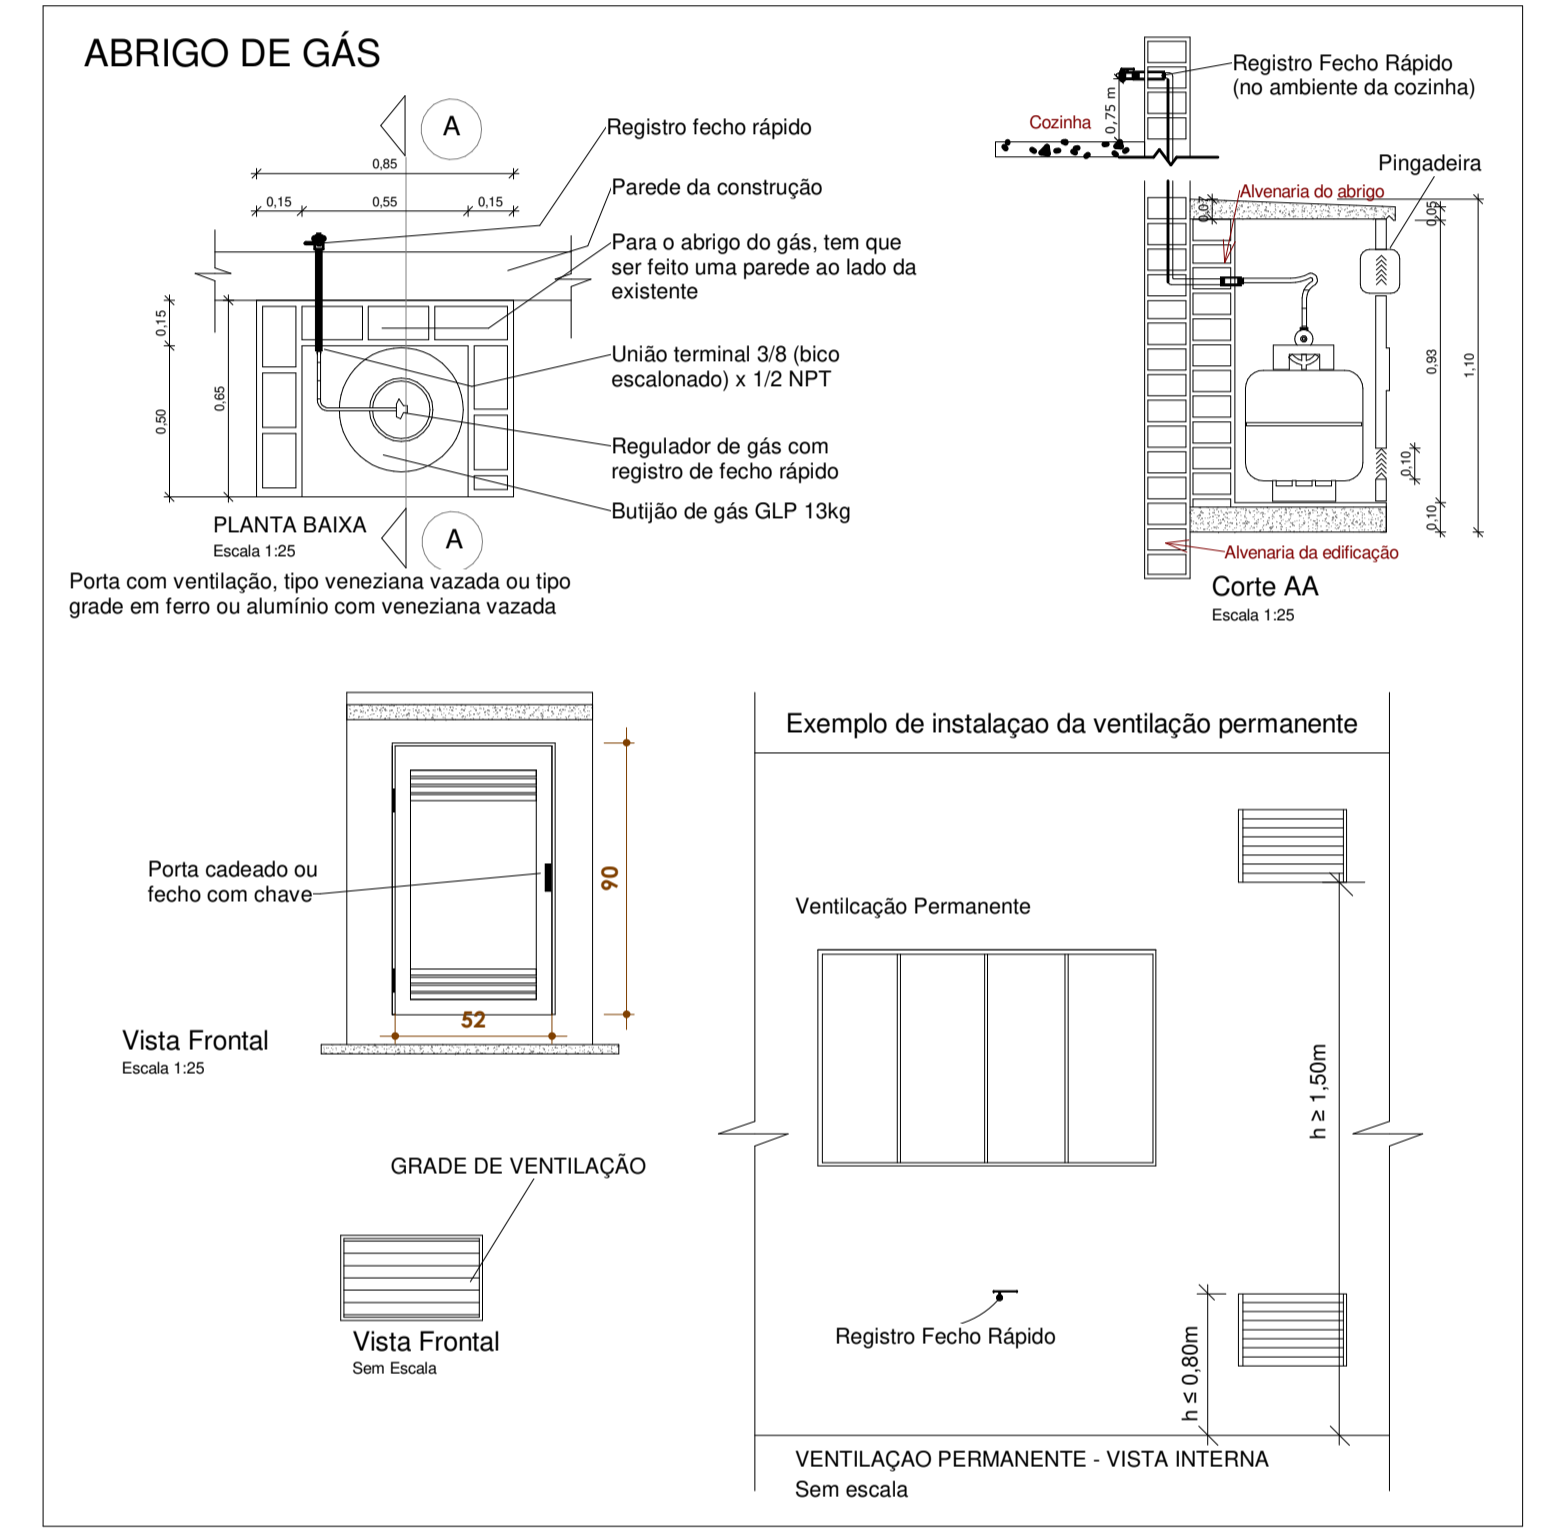 ABRIGO DE GÁS
A
0,85
0,15
0,55
0,15
Registro fecho rápido
Parede da construção
Para o abrigo do gás, tem que
ser feito uma parede ao lado da
existente
União terminal 3/8 (bico
escalonado) x 1/2 NPT
Regulador de gás com
registro de fecho rápido
Butijão de gás GLP 13kg
0,15
0,50
0,65
A
PLANTA BAIXA
Escala 1:25
Porta com ventilação, tipo veneziana vazada ou tipo
grade em ferro ou alumínio com veneziana vazada
Registro Fecho Rápido
(no ambiente da cozinha)
Cozinha
0,75 m
Pingadeira
Alvenaria do abrigo
0,07
0,05
0,93
1,10
0,10
0,10
Alvenaria da edificação
Corte AA
Escala 1:25
Porta cadeado ou
fecho com chave
90
52
Vista Frontal
Escala 1:25
GRADE DE VENTILAÇÃO
Vista Frontal
Sem Escala
Exemplo de instalaçao da ventilação permanente
Ventilcação Permanente
h ≥ 1,50m
Registro Fecho Rápido
h ≤ 0,80m
VENTILAÇAO PERMANENTE - VISTA INTERNA
Sem escala